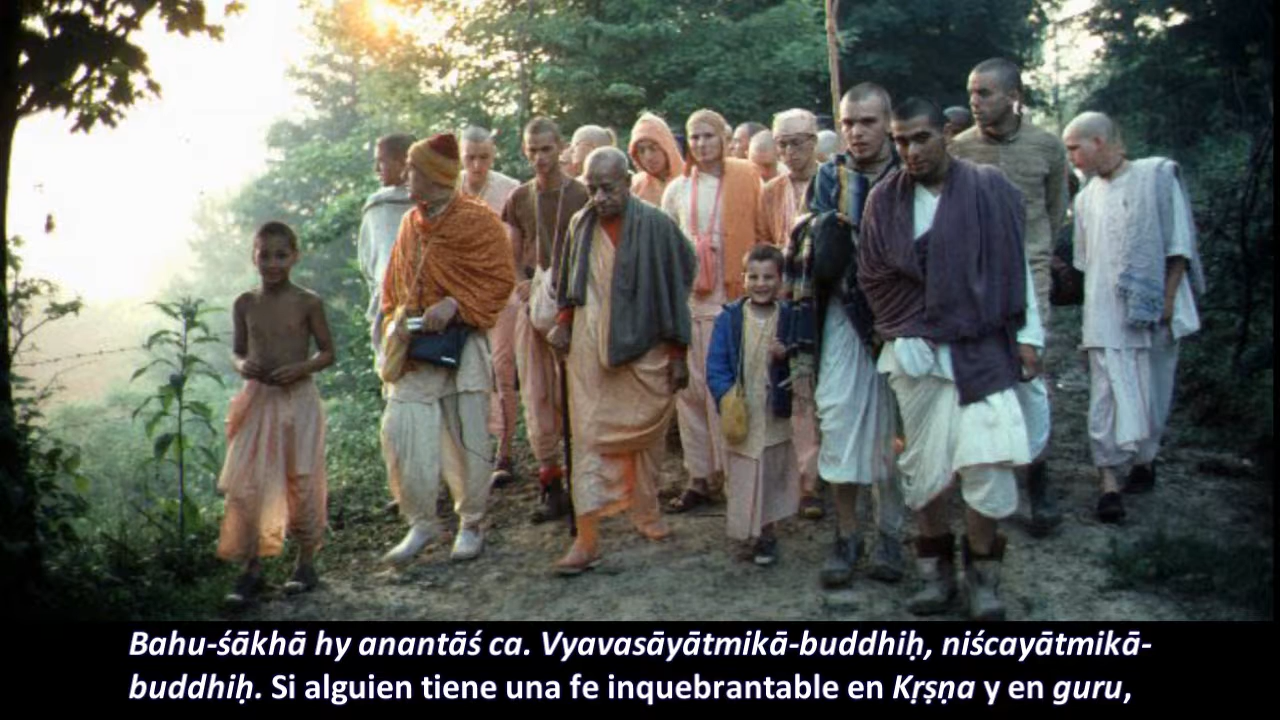 Bahu-śākhā hy anantāś ca. Vyavasāyātmikā-buddhiḥ, niścayātmikā-
buddhiḥ. Si alguien tiene una fe inquebrantable en Kṛṣṇa y en guru,